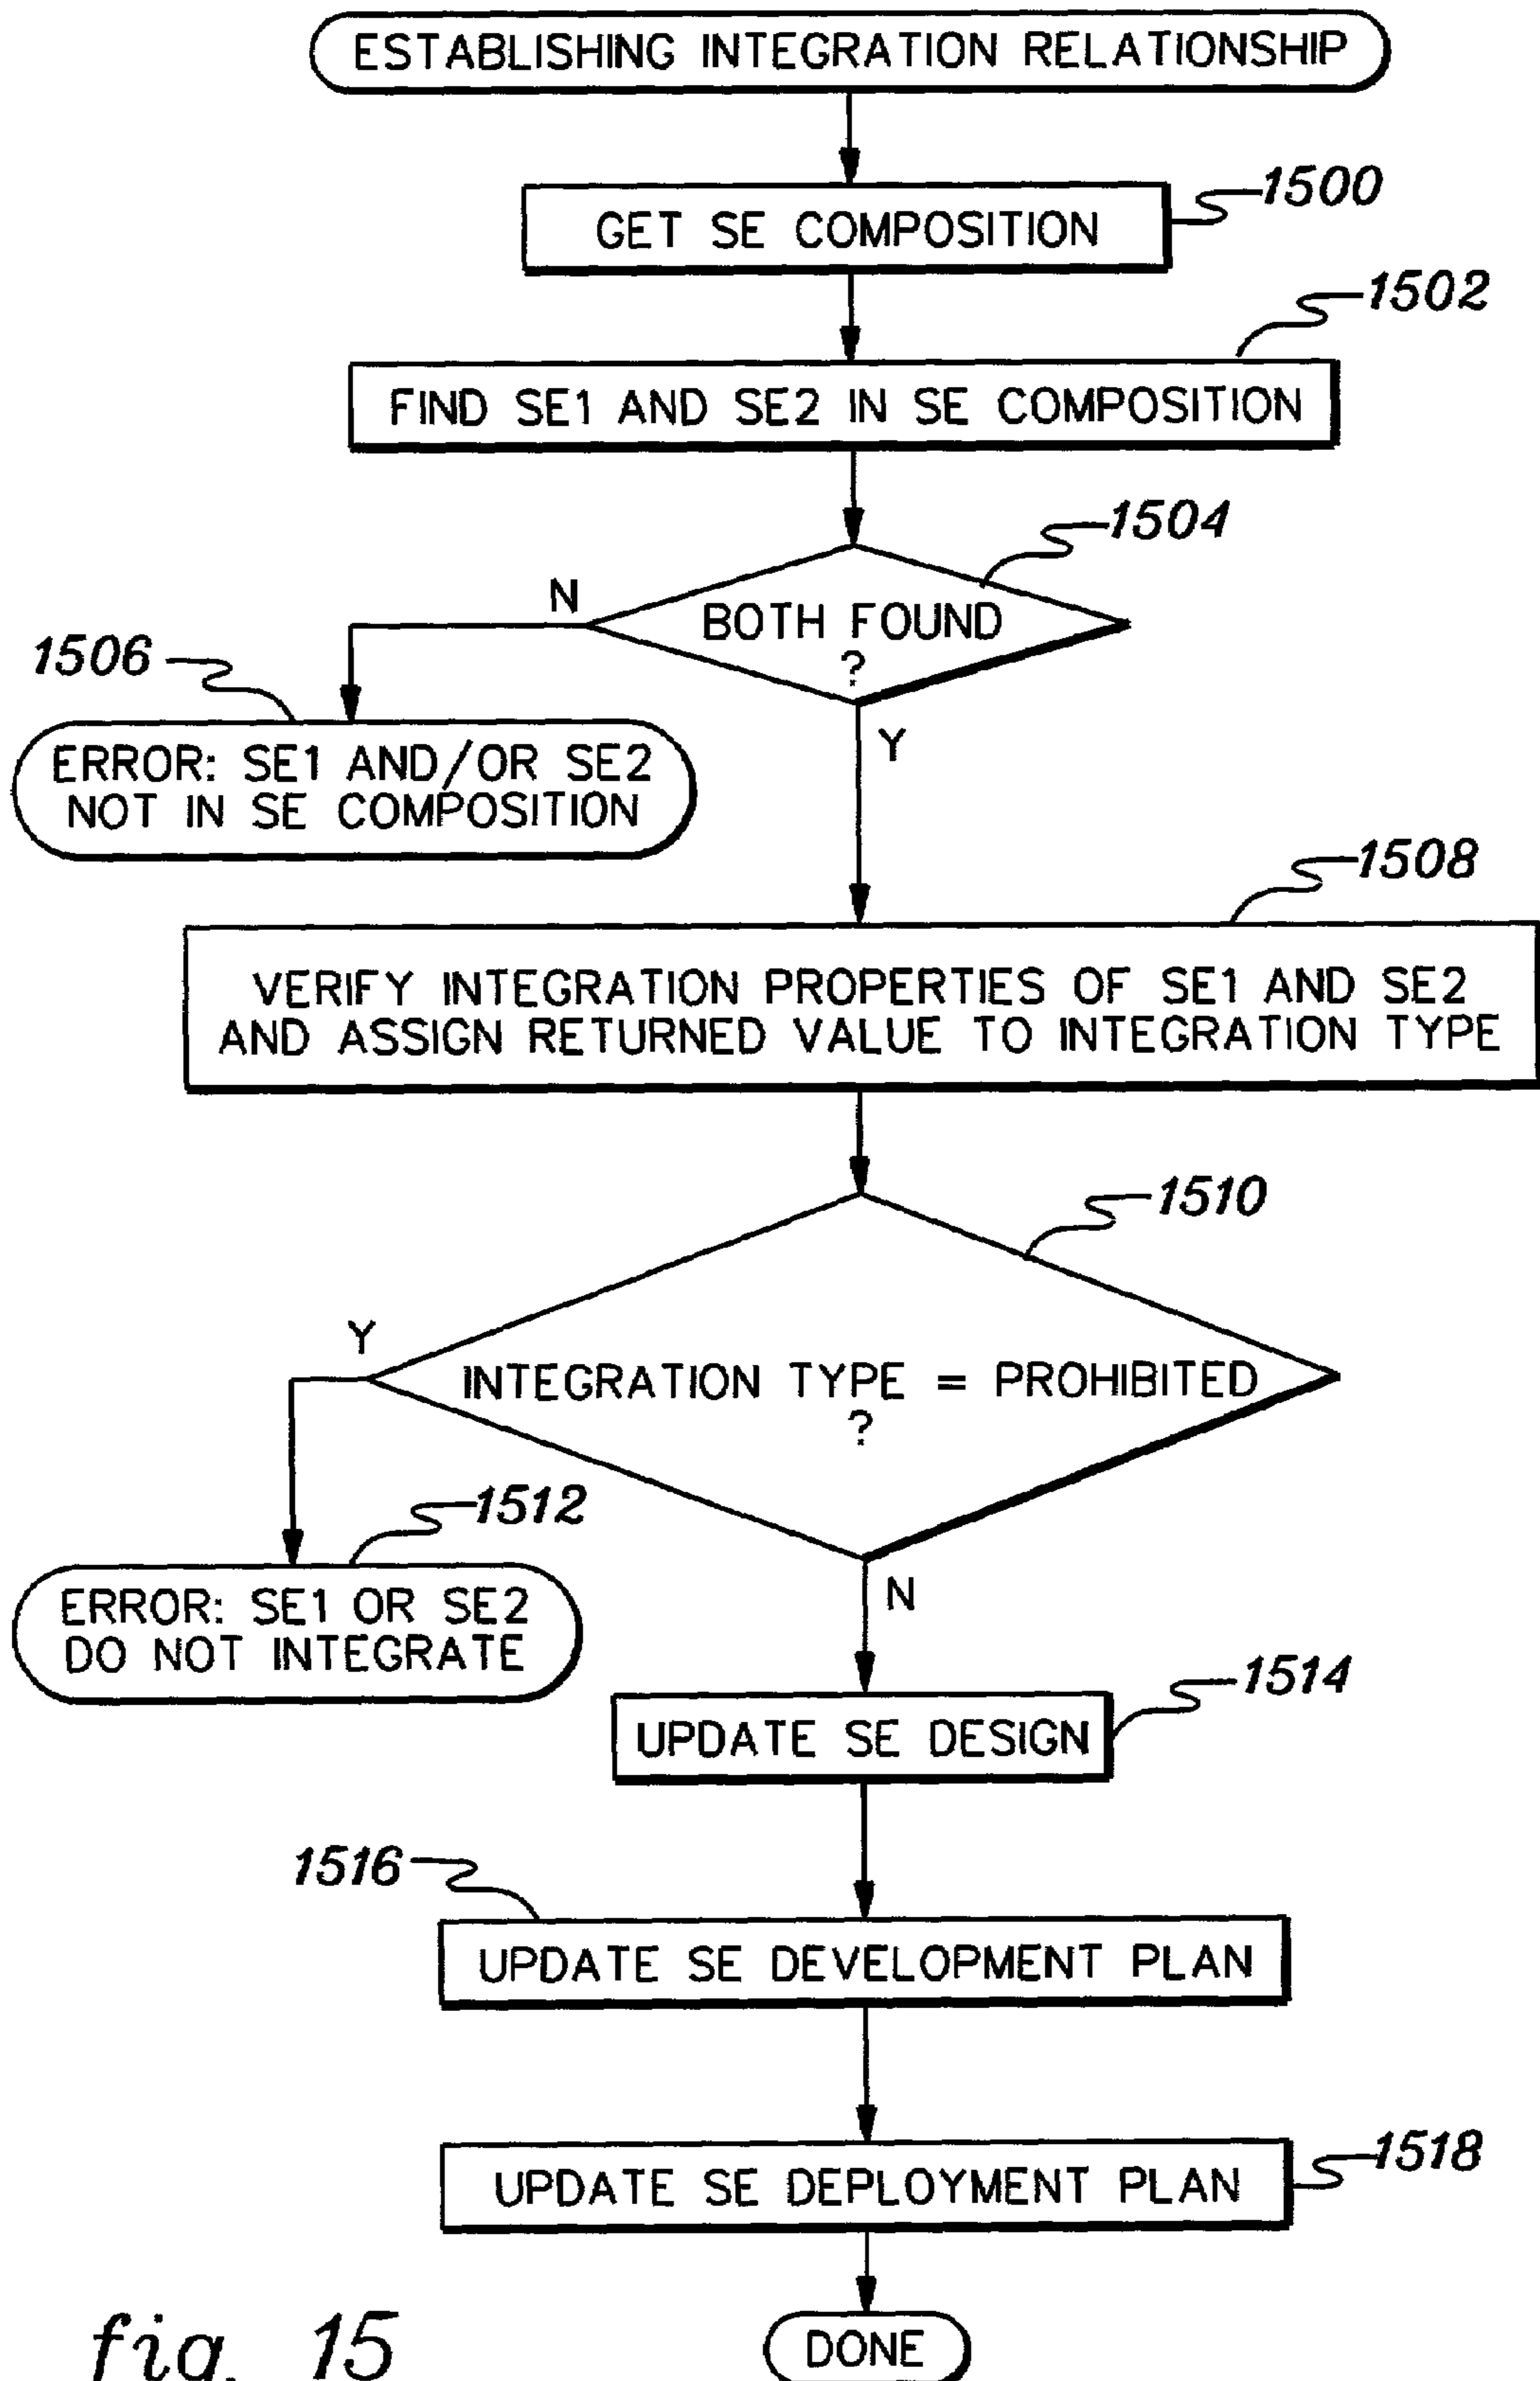 ESTABLISHING INTEGRATION RELATIONSHIP
1500
GET SE COMPOSITION
1502
FIND SE1 AND SE2 IN SE COMPOSITION
1504
N
BOTH FOUND
?
1506
Y
ERROR: SE1 AND/OR SE2
NOT IN SE COMPOSITION
1508
VERIFY INTEGRATION PROPERTIES OF SE1 AND SE2
AND ASSIGN RETURNED VALUE TO INTEGRATION TYPE
1510
Y
INTEGRATION TYPE = PROHIBITED
?
1512
ERROR: SE1 OR SE2
DO NOT INTEGRATE
N
1514
UPDATE SE DESIGN
1516
UPDATE SE DEVELOPMENT PLAN
1518
UPDATE SE DEPLOYMENT PLAN
DONE
fig. 15